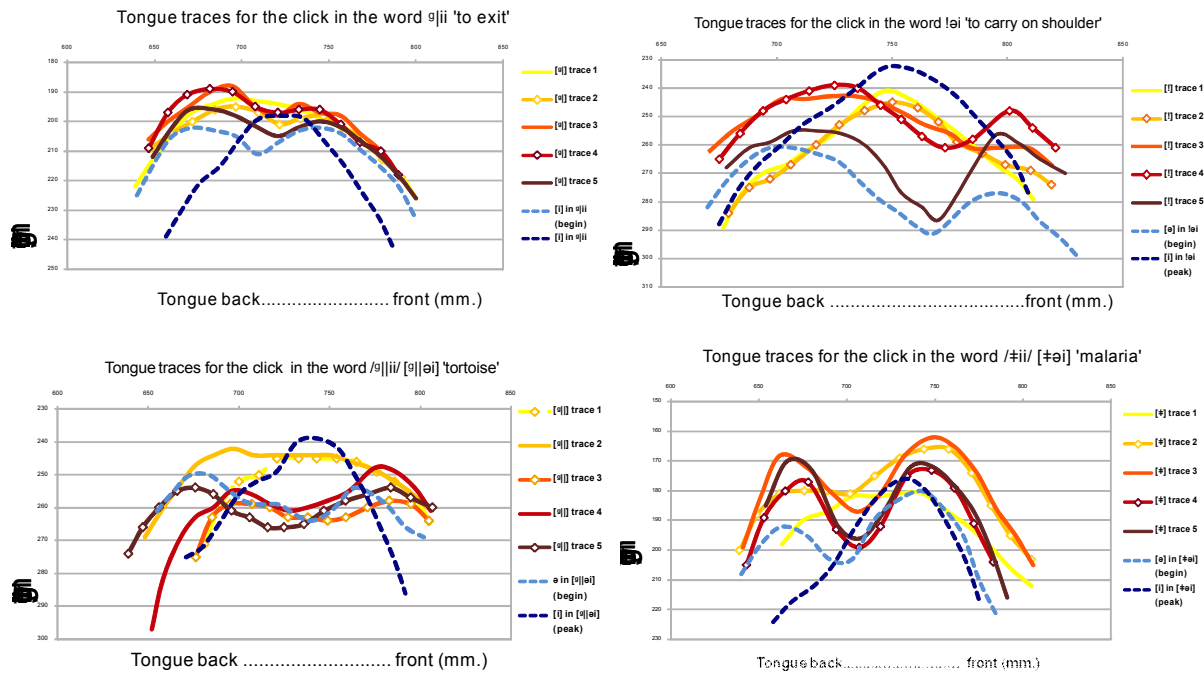 Tongue traces for the click in the word ᶢ|ii 'to exit'
600 650 700 750 800 850
180
190
200
210
220
230
240
250
[ᶢ|] trace 1
[ᶢ|] trace 2
[ᶢ|] trace 3
[ᶢ|] trace 4
[ᶢ|] trace 5
[i] in ᶢ|ii
(begin)
[i] in ᶢ|ii
Tongue back........................ front (mm.)
Tongue traces for the click in the word !əi 'to carry on shoulder'
650 700 750 800 850
230
240
250
260
270
280
290
300
310
[!] trace 1
[!] trace 2
[!] trace 3
[!] trace 4
[!] trace 5
[ə] in !əi
(begin)
[i] in !əi
(peak)
Tongue back ...................................front (mm.)
Tongue traces for the click in the word /ᶢ||ii/ [ᶢ||əi] 'tortoise'
600 650 700 750 800 850
230
240
250
260
270
280
290
300
[ᶢ||] trace 1
[ᶢ||] trace 2
[ᶢ||] trace 3
[ᶢ||] trace 4
[ᶢ||] trace 5
ə in [ᶢ||əi]
(begin)
[i] in [ᶢ||əi]
(peak)
Tongue back ........................... front (mm.)
Tongue traces for the click in the word /ǂii/ [ǂəi] 'malaria'
600 650 700 750 800 850
150
160
170
180
190
200
210
220
230
[ǂ] trace 1
[ǂ] trace 2
[ǂ] trace 3
[ǂ] trace 4
[ǂ] trace 5
[ə] in [ǂəi]
(begin)
[i] in [ǂəi]
(peak)
Tongue back........................... front (mm.)